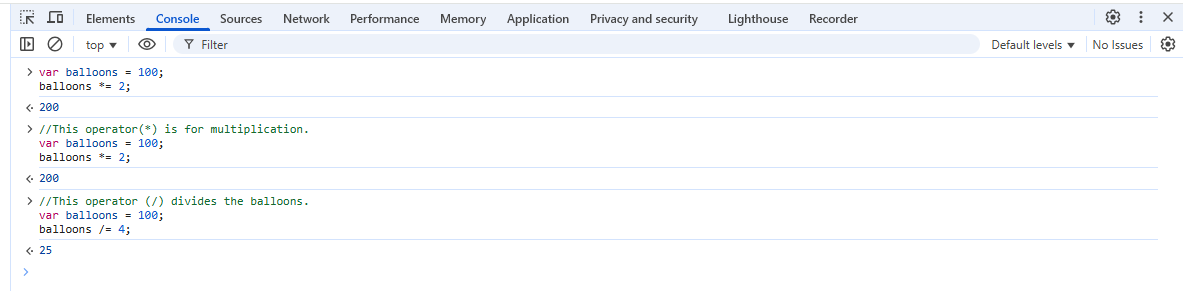 Elements Console Sources Network Performance Memory Application Privacy and security Lighthouse Recorder
top Filter Default levels No Issues
var balloons = 100;
balloons *= 2;
200
//This operator(*) is for multiplication.
var balloons = 100;
balloons *= 2;
200
//This operator (/) divides the balloons.
var balloons = 100;
balloons /= 4;
25